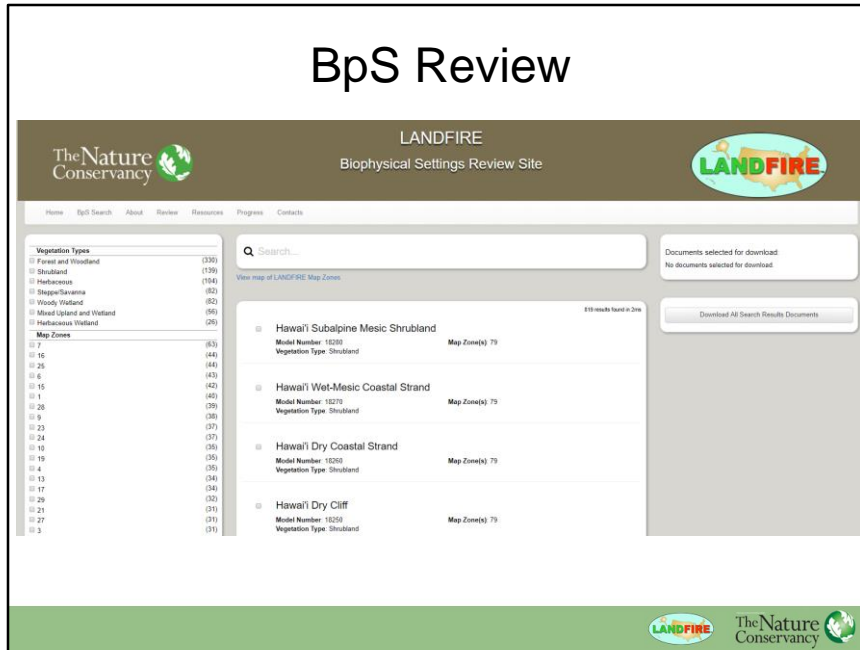 BpS Review
The Nature
Conservancy
LANDFIRE
Biophysical Settings Review Site
LANDFIRE
Home BpS Search About Review Resources Progress Contacts
Vegetation Types
Forest and Woodland (330)
Shrubland (139)
Herbaceous (104)
Steppe/Savanna (82)
Woody Wetland (82)
Mixed Upland and Wetland (56)
Herbaceous Wetland (26)
Map Zones
7 (63)
16 (44)
25 (44)
6 (43)
15 (42)
1 (40)
28 (39)
9 (38)
23 (37)
24 (37)
10 (35)
19 (35)
4 (35)
13 (34)
17 (34)
29 (32)
21 (31)
27 (31)
3 (31)
Search...
View map of LANDFIRE Map Zones
results found in 2ms
Hawai'i Subalpine Mesic Shrubland
Model Number: 18280 Map Zone(s): 79
Vegetation Type: Shrubland
Hawai'i Wet-Mesic Coastal Strand
Model Number: 18270 Map Zone(s): 79
Vegetation Type: Shrubland
Hawai'i Dry Coastal Strand
Model Number: 18260 Map Zone(s): 79
Vegetation Type: Shrubland
Hawai'i Dry Cliff
Model Number: 18250 Map Zone(s): 79
Vegetation Type: Shrubland
Documents selected for download:
No documents selected for download
Download All Search Results Documents
LANDFIRE
The Nature
Conservancy